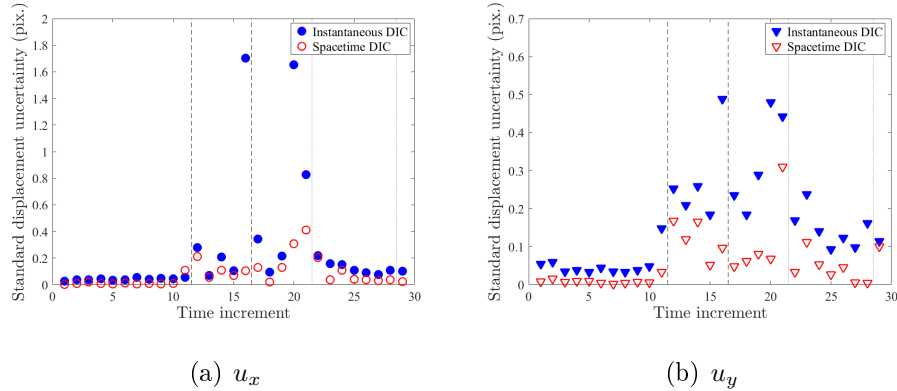 Standard displacement uncertainty (pix.)
2
1.8
1.6
1.4
1.2
1
0.8
0.6
0.4
0.2
0
0 5 10 15 20 25 30
Time increment
Instantaneous DIC
Spacetime DIC
(a) u_x
Standard displacement uncertainty (pix.)
0.7
0.6
0.5
0.4
0.3
0.2
0.1
0
0 5 10 15 20 25 30
Time increment
Instantaneous DIC
Spacetime DIC
(b) u_y